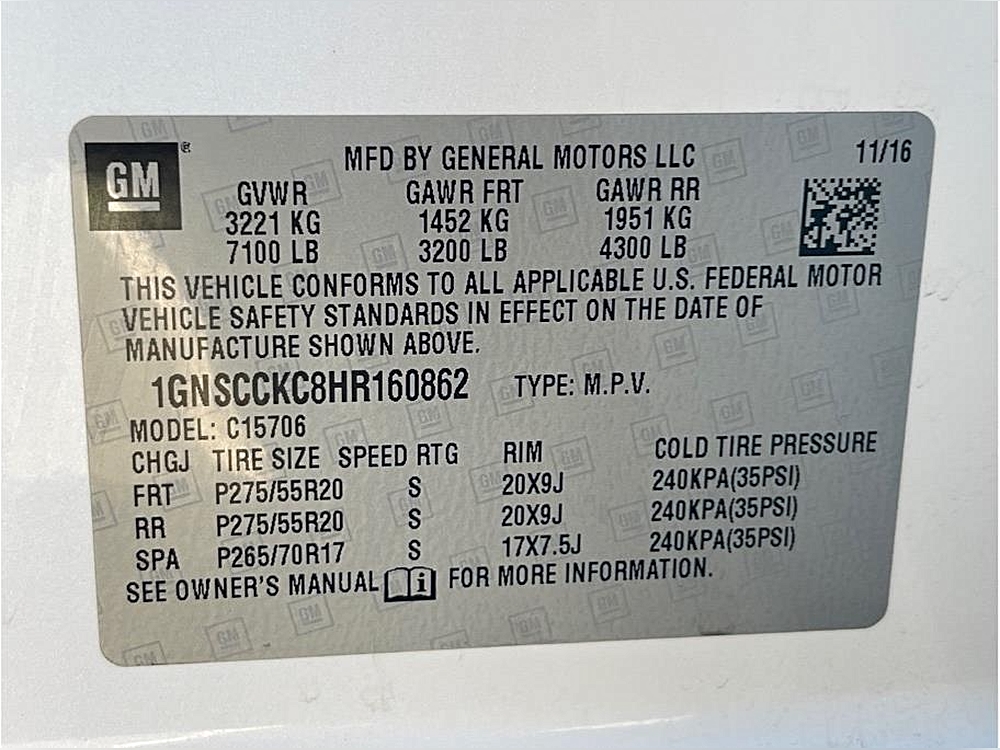 GM
MFD BY GENERAL MOTORS LLC 11/16
GVWR GAWR FRT GAWR RR
3221 KG 1452 KG 1951 KG
7100 LB 3200 LB 4300 LB
THIS VEHICLE CONFORMS TO ALL APPLICABLE U.S. FEDERAL MOTOR
VEHICLE SAFETY STANDARDS IN EFFECT ON THE DATE OF
MANUFACTURE SHOWN ABOVE.
1GNSCCKC8HR160862 TYPE: M.P.V.
MODEL: C15706
CHGJ TIRE SIZE SPEED RTG RIM COLD TIRE PRESSURE
FRT P275/55R20 S 20X9J 240KPA(35PSI)
RR P275/55R20 S 20X9J 240KPA(35PSI)
SPA P265/70R17 S 17X7.5J 240KPA(35PSI)
SEE OWNER'S MANUAL i FOR MORE INFORMATION.